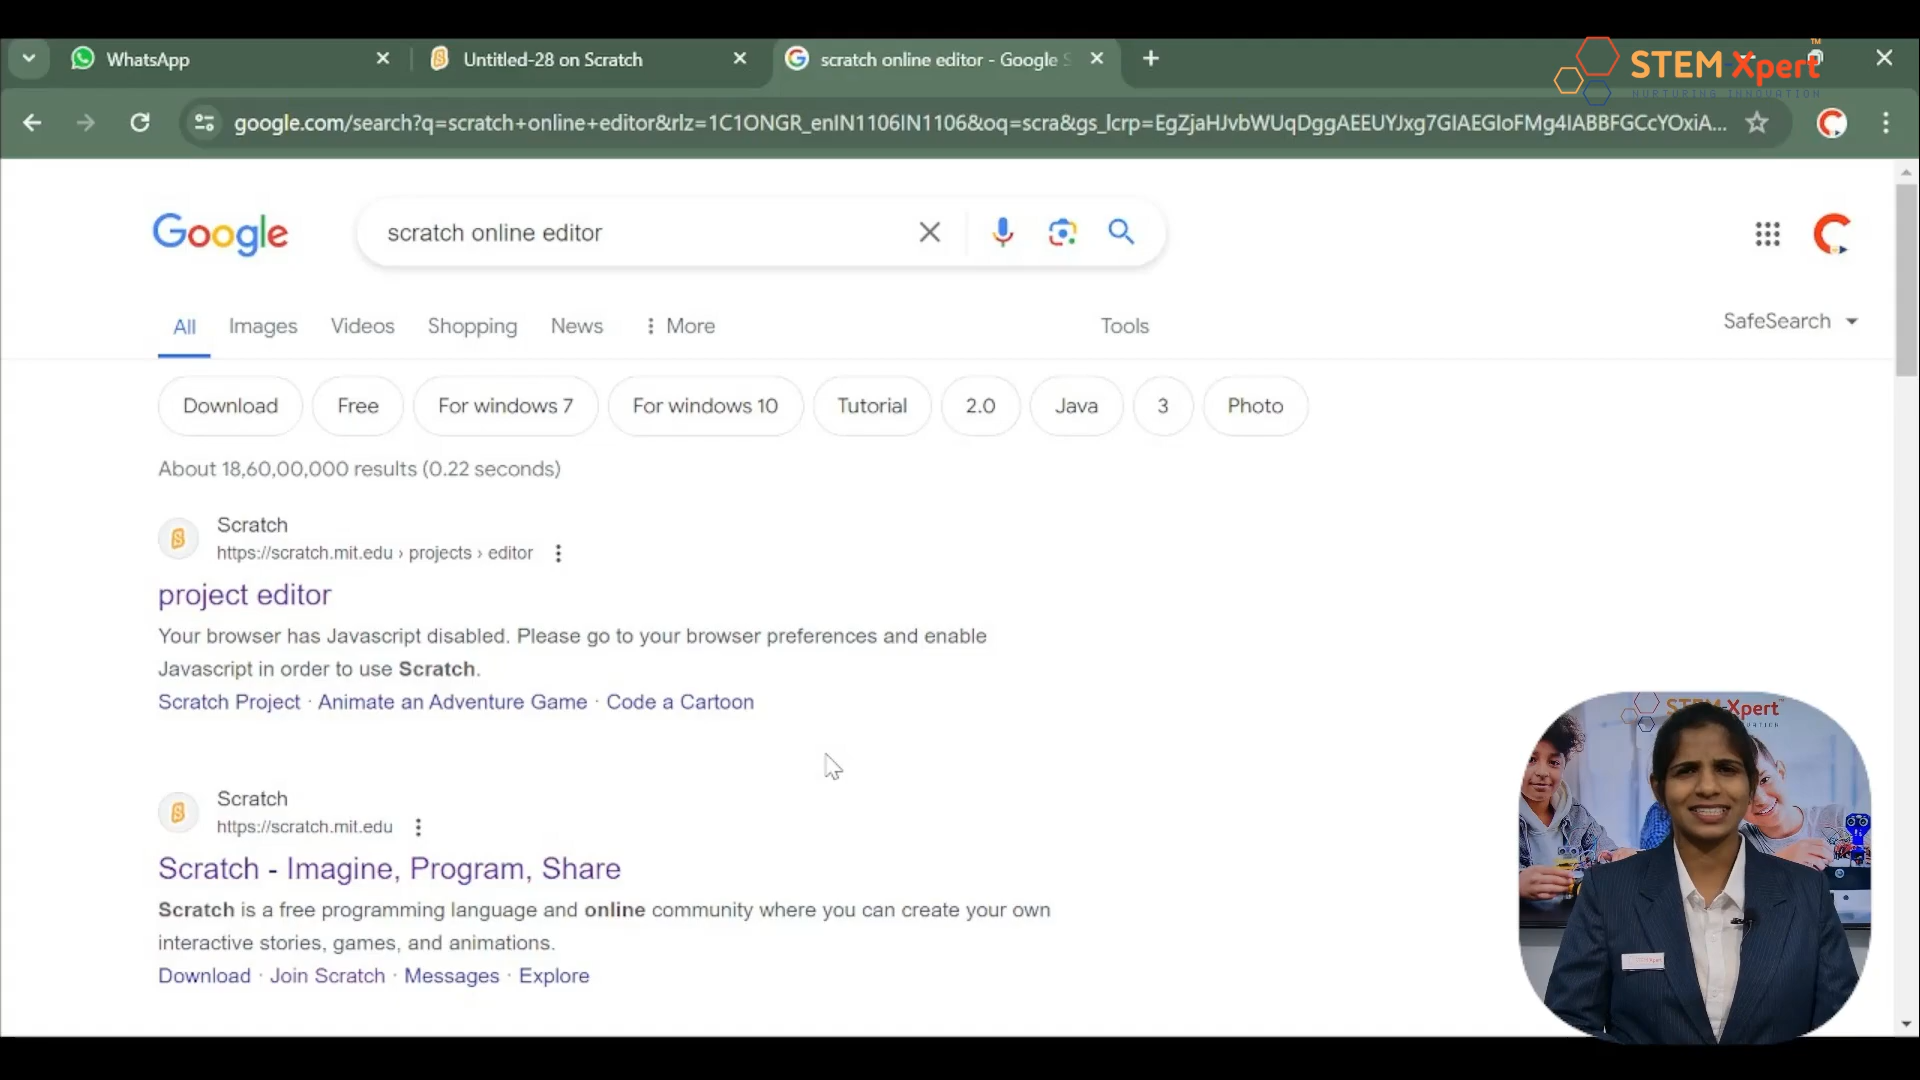 WhatsApp
Untitled-28 on Scratch
scratch online editor - Google S
STEM-Xpert™
NURTURING INNOVATION
google.com/search?q=scratch+online+editor&rlz=1C1ONGR_enIN1106IN1106&oq=scra&gs_lcrp=EgZjaHJvbWUqDggAEEUYJxg7GIAEGIoFMg4IABBFGCcYOxiA...
Google
scratch online editor
All
Images
Videos
Shopping
News
More
Tools
SafeSearch
Download
Free
For windows 7
For windows 10
Tutorial
2.0
Java
3
Photo
About 18,60,00,000 results (0.22 seconds)
Scratch
https://scratch.mit.edu › projects › editor
project editor
Your browser has Javascript disabled. Please go to your browser preferences and enable
Javascript in order to use Scratch.
Scratch Project · Animate an Adventure Game · Code a Cartoon
Scratch
https://scratch.mit.edu
Scratch - Imagine, Program, Share
Scratch is a free programming language and online community where you can create your own
interactive stories, games, and animations.
Download · Join Scratch · Messages · Explore